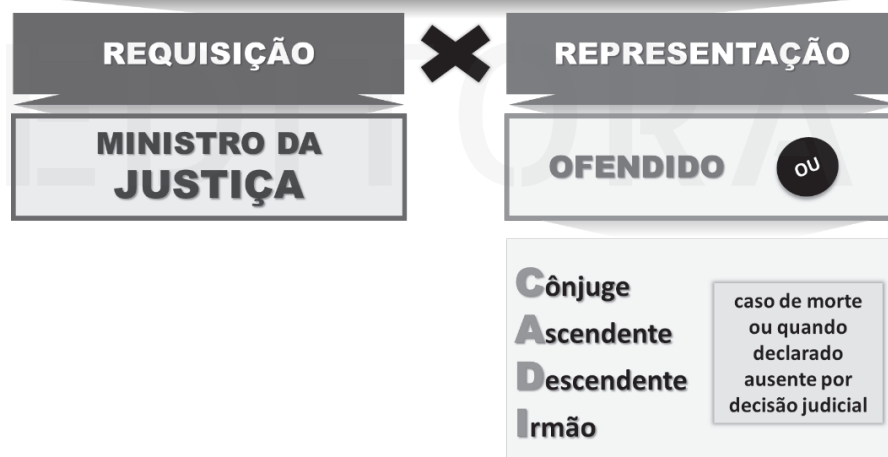 REQUISIÇÃO
REPRESENTAÇÃO
MINISTRO DA
JUSTIÇA
OFENDIDO
OU
Cônjuge
Ascendente
Descendente
Irmão
caso de morte
ou quando
declarado
ausente por
decisão judicial
EDITORA